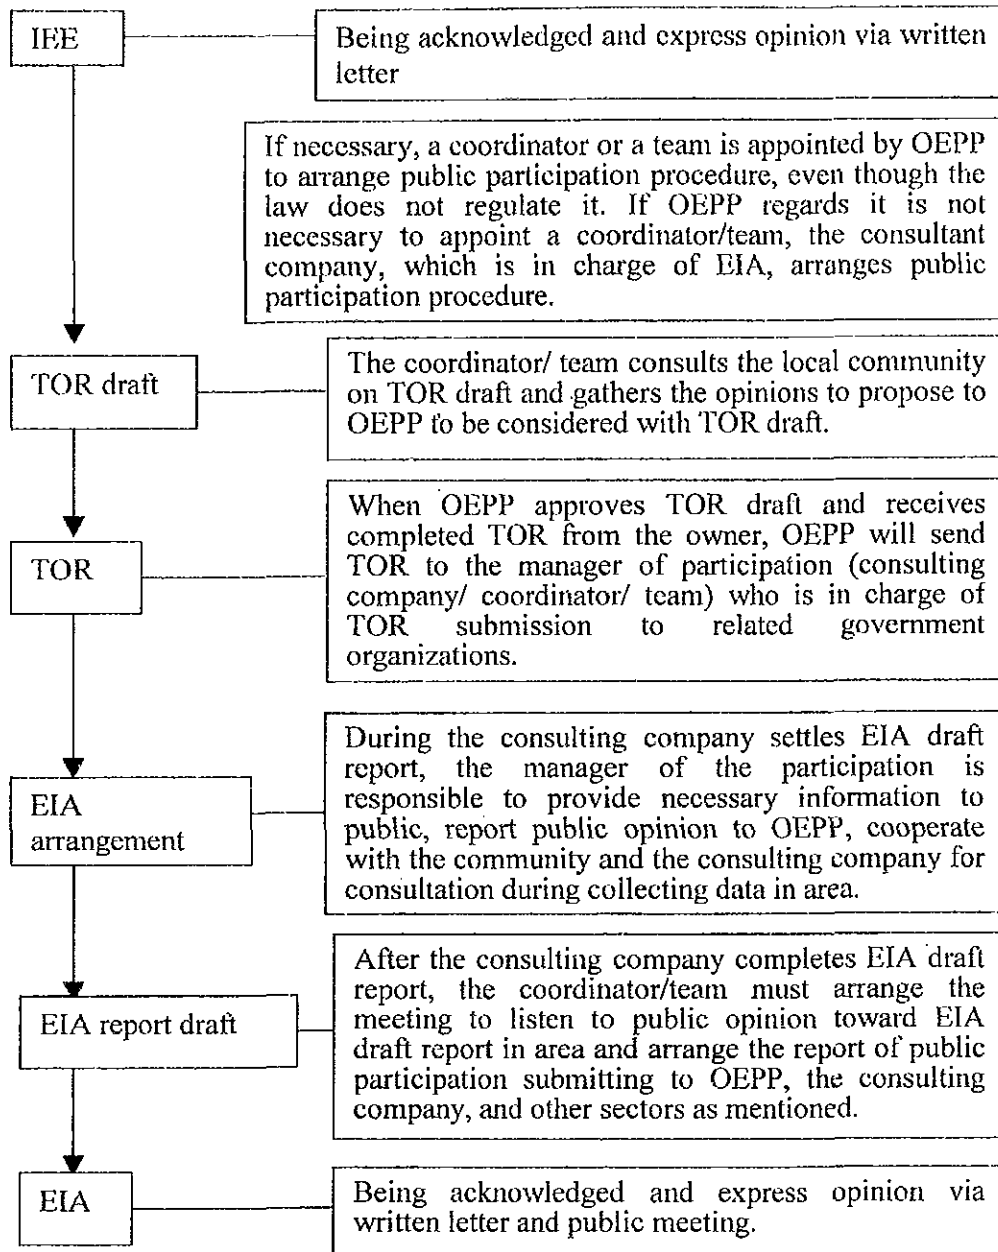 IEE
Being acknowledged and express opinion via written
letter
If necessary, a coordinator or a team is appointed by OEPP
to arrange public participation procedure, even though the
law does not regulate it. If OEPP regards it is not
necessary to appoint a coordinator/team, the consultant
company, which is in charge of EIA, arranges public
participation procedure.
TOR draft
The coordinator/ team consults the local community
on TOR draft and gathers the opinions to propose to
OEPP to be considered with TOR draft.
TOR
When OEPP approves TOR draft and receives
completed TOR from the owner, OEPP will send
TOR to the manager of participation (consulting
company/ coordinator/ team) who is in charge of
TOR submission to related government
organizations.
EIA
arrangement
During the consulting company settles EIA draft
report, the manager of the participation is
responsible to provide necessary information to
public, report public opinion to OEPP, cooperate
with the community and the consulting company for
consultation during collecting data in area.
EIA report draft
After the consulting company completes EIA draft
report, the coordinator/team must arrange the
meeting to listen to public opinion toward EIA
draft report in area and arrange the report of public
participation submitting to OEPP, the consulting
company, and other sectors as mentioned.
EIA
Being acknowledged and express opinion via
written letter and public meeting.